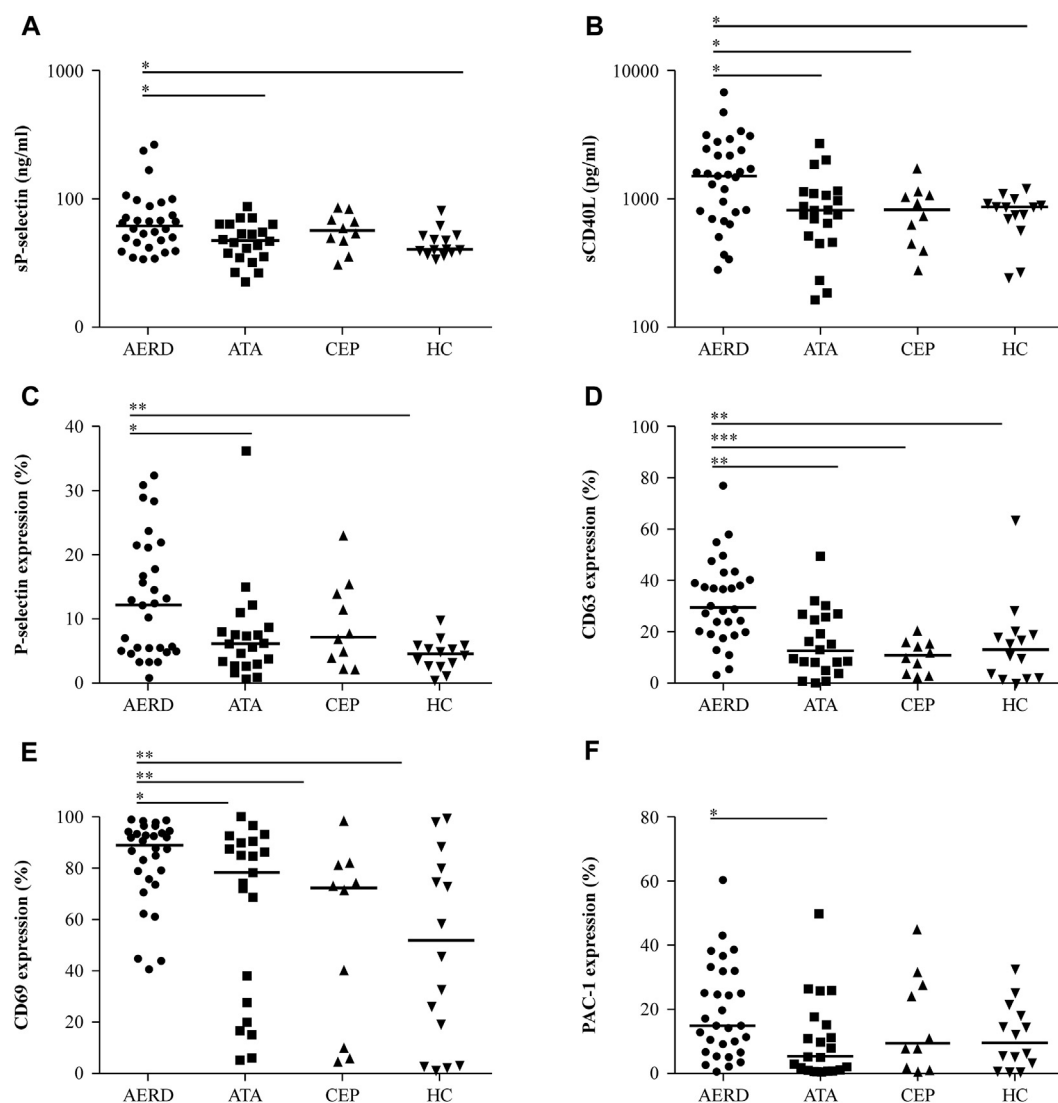 A
*
*
1000
100
0
sP-selectin (ng/ml)
AERD ATA CEP HC
B
*
*
*
10000
1000
100
sCD40L (pg/ml)
AERD ATA CEP HC
C
**
*
40
30
20
10
0
P-selectin expression (%)
AERD ATA CEP HC
D
**
***
**
100
80
60
40
20
0
CD63 expression (%)
AERD ATA CEP HC
E
**
**
*
100
80
60
40
20
0
CD69 expression (%)
AERD ATA CEP HC
F
*
80
60
40
20
0
PAC-1 expression (%)
AERD ATA CEP HC